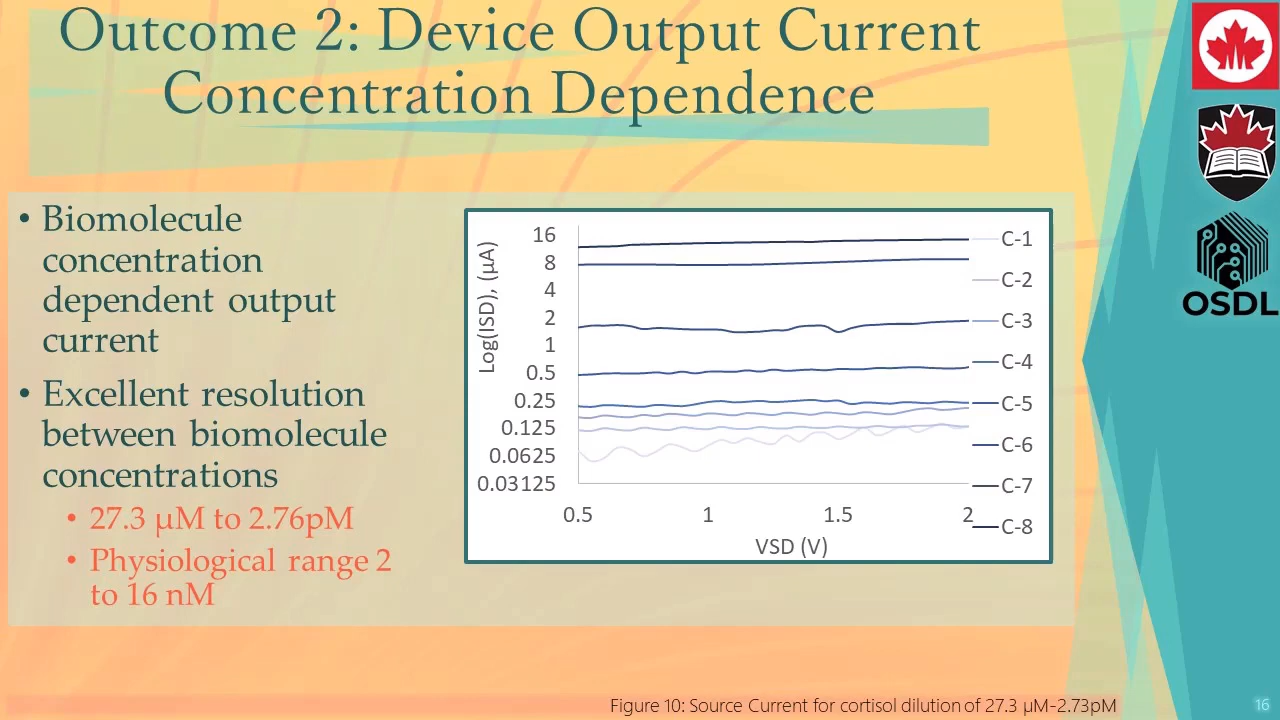 Outcome 2: Device Output Current
Concentration Dependence
• Biomolecule
concentration
dependent output
current
• Excellent resolution
between biomolecule
concentrations
• 27.3 µM to 2.76pM
• Physiological range 2
to 16 nM
Log(ISD), (µA)
16
8
4
2
1
0.5
0.25
0.125
0.0625
0.03125
0.5
1
1.5
2
VSD (V)
C-1
C-2
C-3
C-4
C-5
C-6
C-7
C-8
OSDL
Figure 10: Source Current for cortisol dilution of 27.3 µM-2.73pM
16